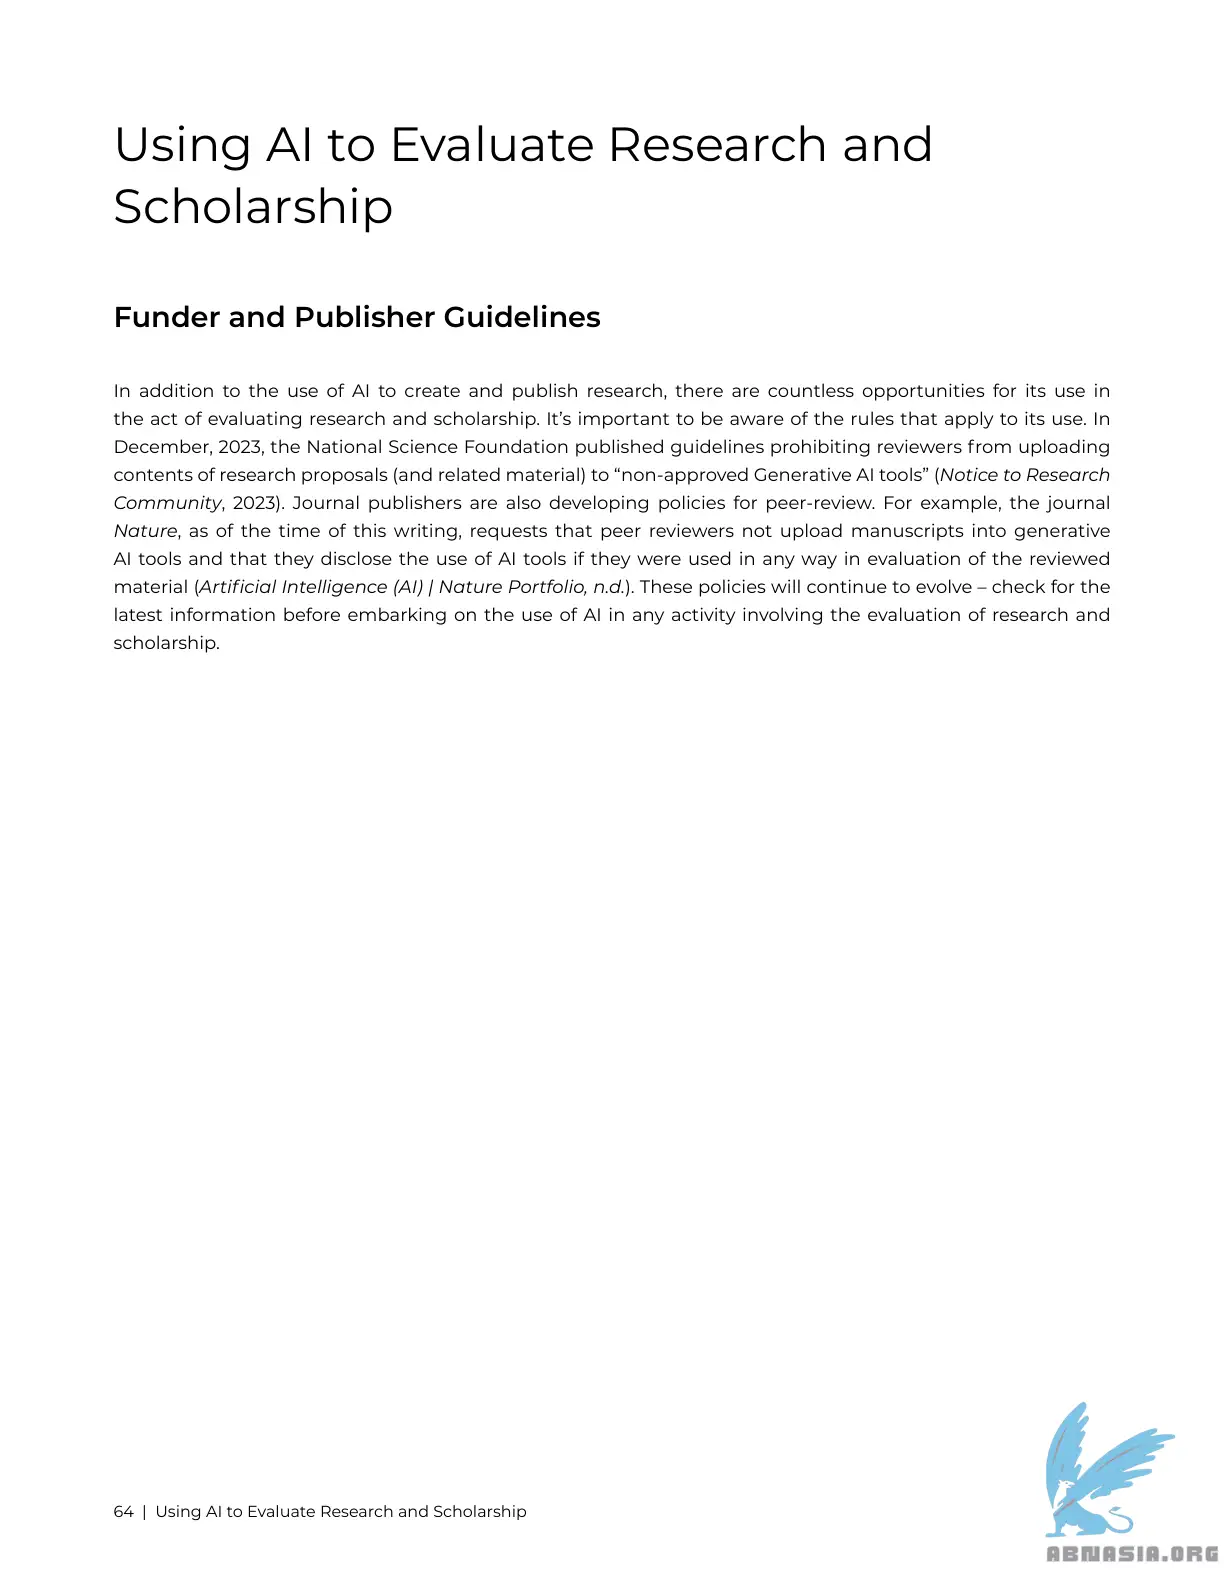 Using AI to Evaluate Research and
Scholarship
Funder and Publisher Guidelines
In addition to the use of AI to create and publish research, there are countless opportunities for its use in
the act of evaluating research and scholarship. It’s important to be aware of the rules that apply to its use. In
December, 2023, the National Science Foundation published guidelines prohibiting reviewers from uploading
contents of research proposals (and related material) to “non-approved Generative AI tools” (Notice to Research
Community, 2023). Journal publishers are also developing policies for peer-review. For example, the journal
Nature, as of the time of this writing, requests that peer reviewers not upload manuscripts into generative
AI tools and that they disclose the use of AI tools if they were used in any way in evaluation of the reviewed
material (Artificial Intelligence (AI) | Nature Portfolio, n.d.). These policies will continue to evolve – check for the
latest information before embarking on the use of AI in any activity involving the evaluation of research and
scholarship.
64 | Using AI to Evaluate Research and Scholarship
ABNASIA.ORG